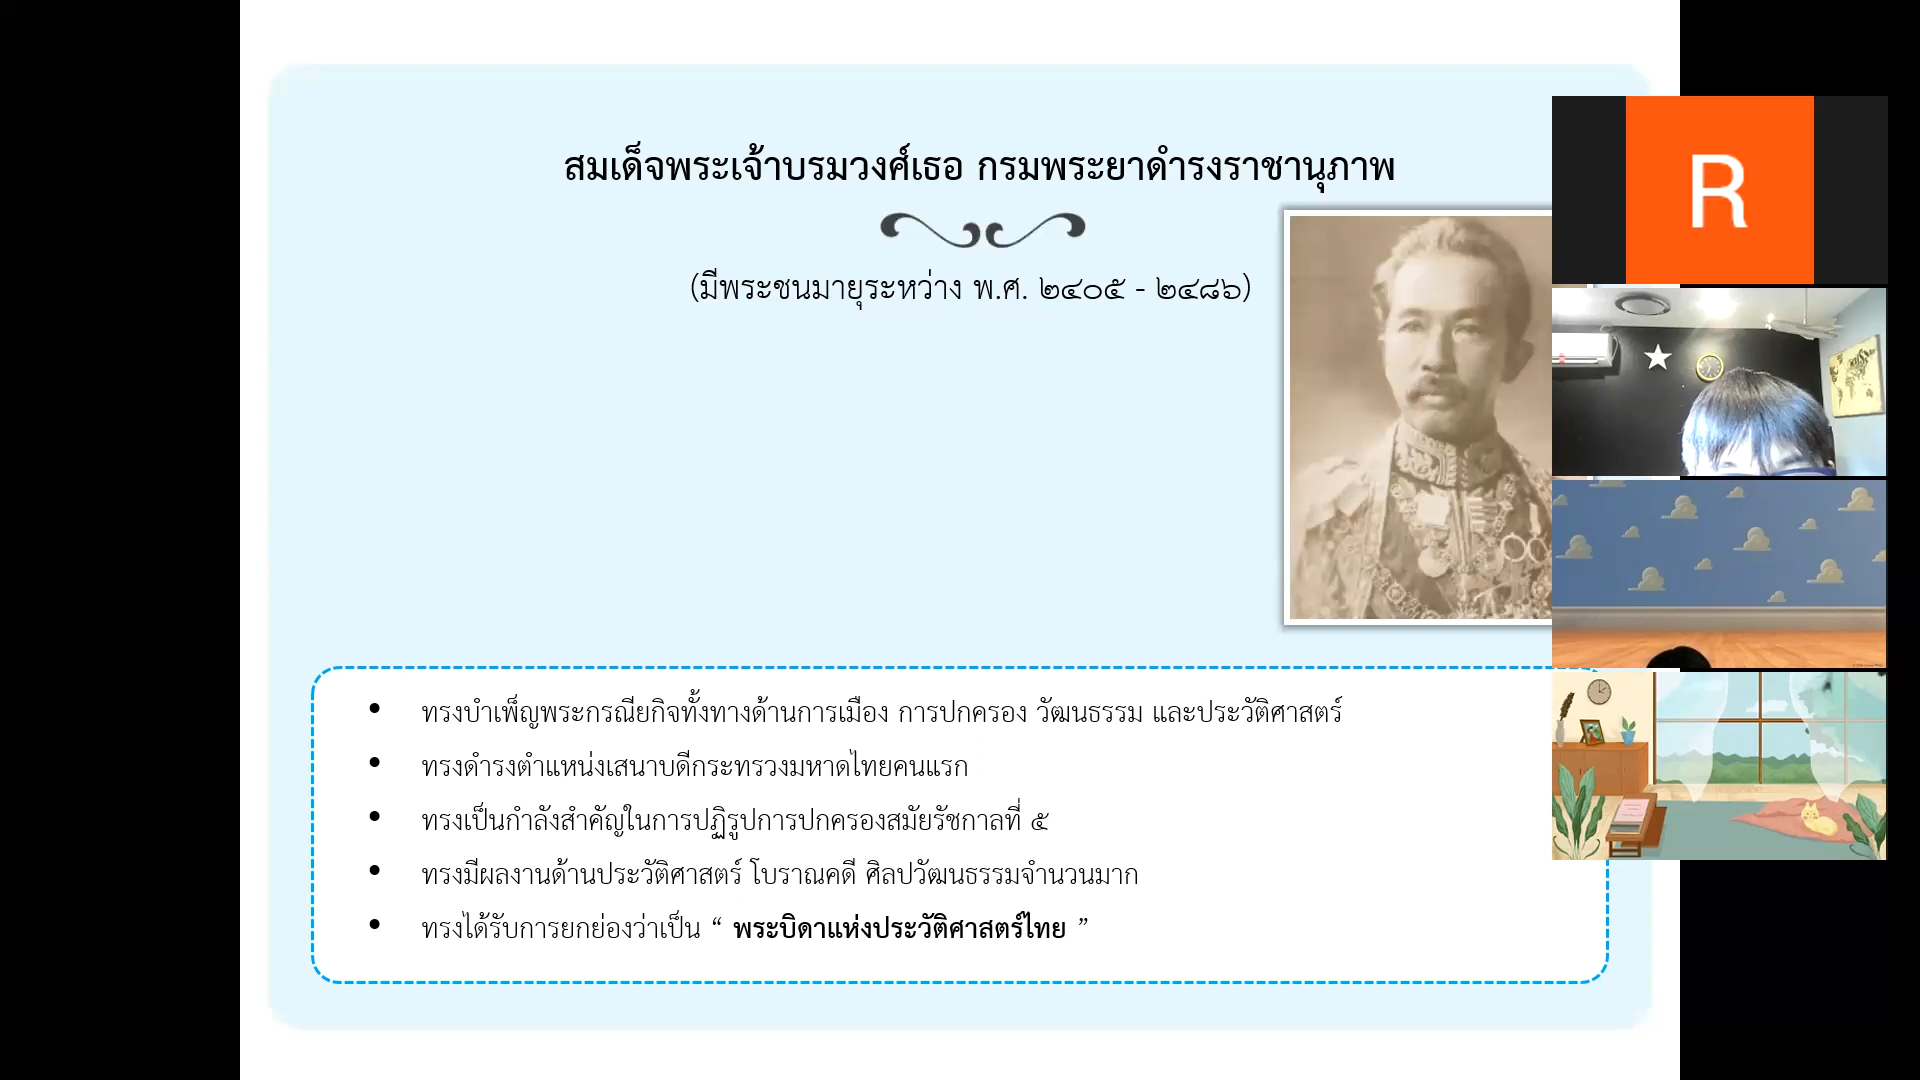 สมเด็จพระเจ้าบรมวงศ์เธอ กรมพระยาดำรงราชานุภาพ
(มีพระชนมายุระหว่าง พ.ศ. ๒๔๐๕ - ๒๔๘๖)
• ทรงบำเพ็ญพระกรณียกิจทั้งทางด้านการเมือง การปกครอง วัฒนธรรม และประวัติศาสตร์
• ทรงดำรงตำแหน่งเสนาบดีกระทรวงมหาดไทยคนแรก
• ทรงเป็นกำลังสำคัญในการปฏิรูปการปกครองสมัยรัชกาลที่ ๕
• ทรงมีผลงานด้านประวัติศาสตร์ โบราณคดี ศิลปวัฒนธรรมจำนวนมาก
• ทรงได้รับการยกย่องว่าเป็น “ พระบิดาแห่งประวัติศาสตร์ไทย ”
R